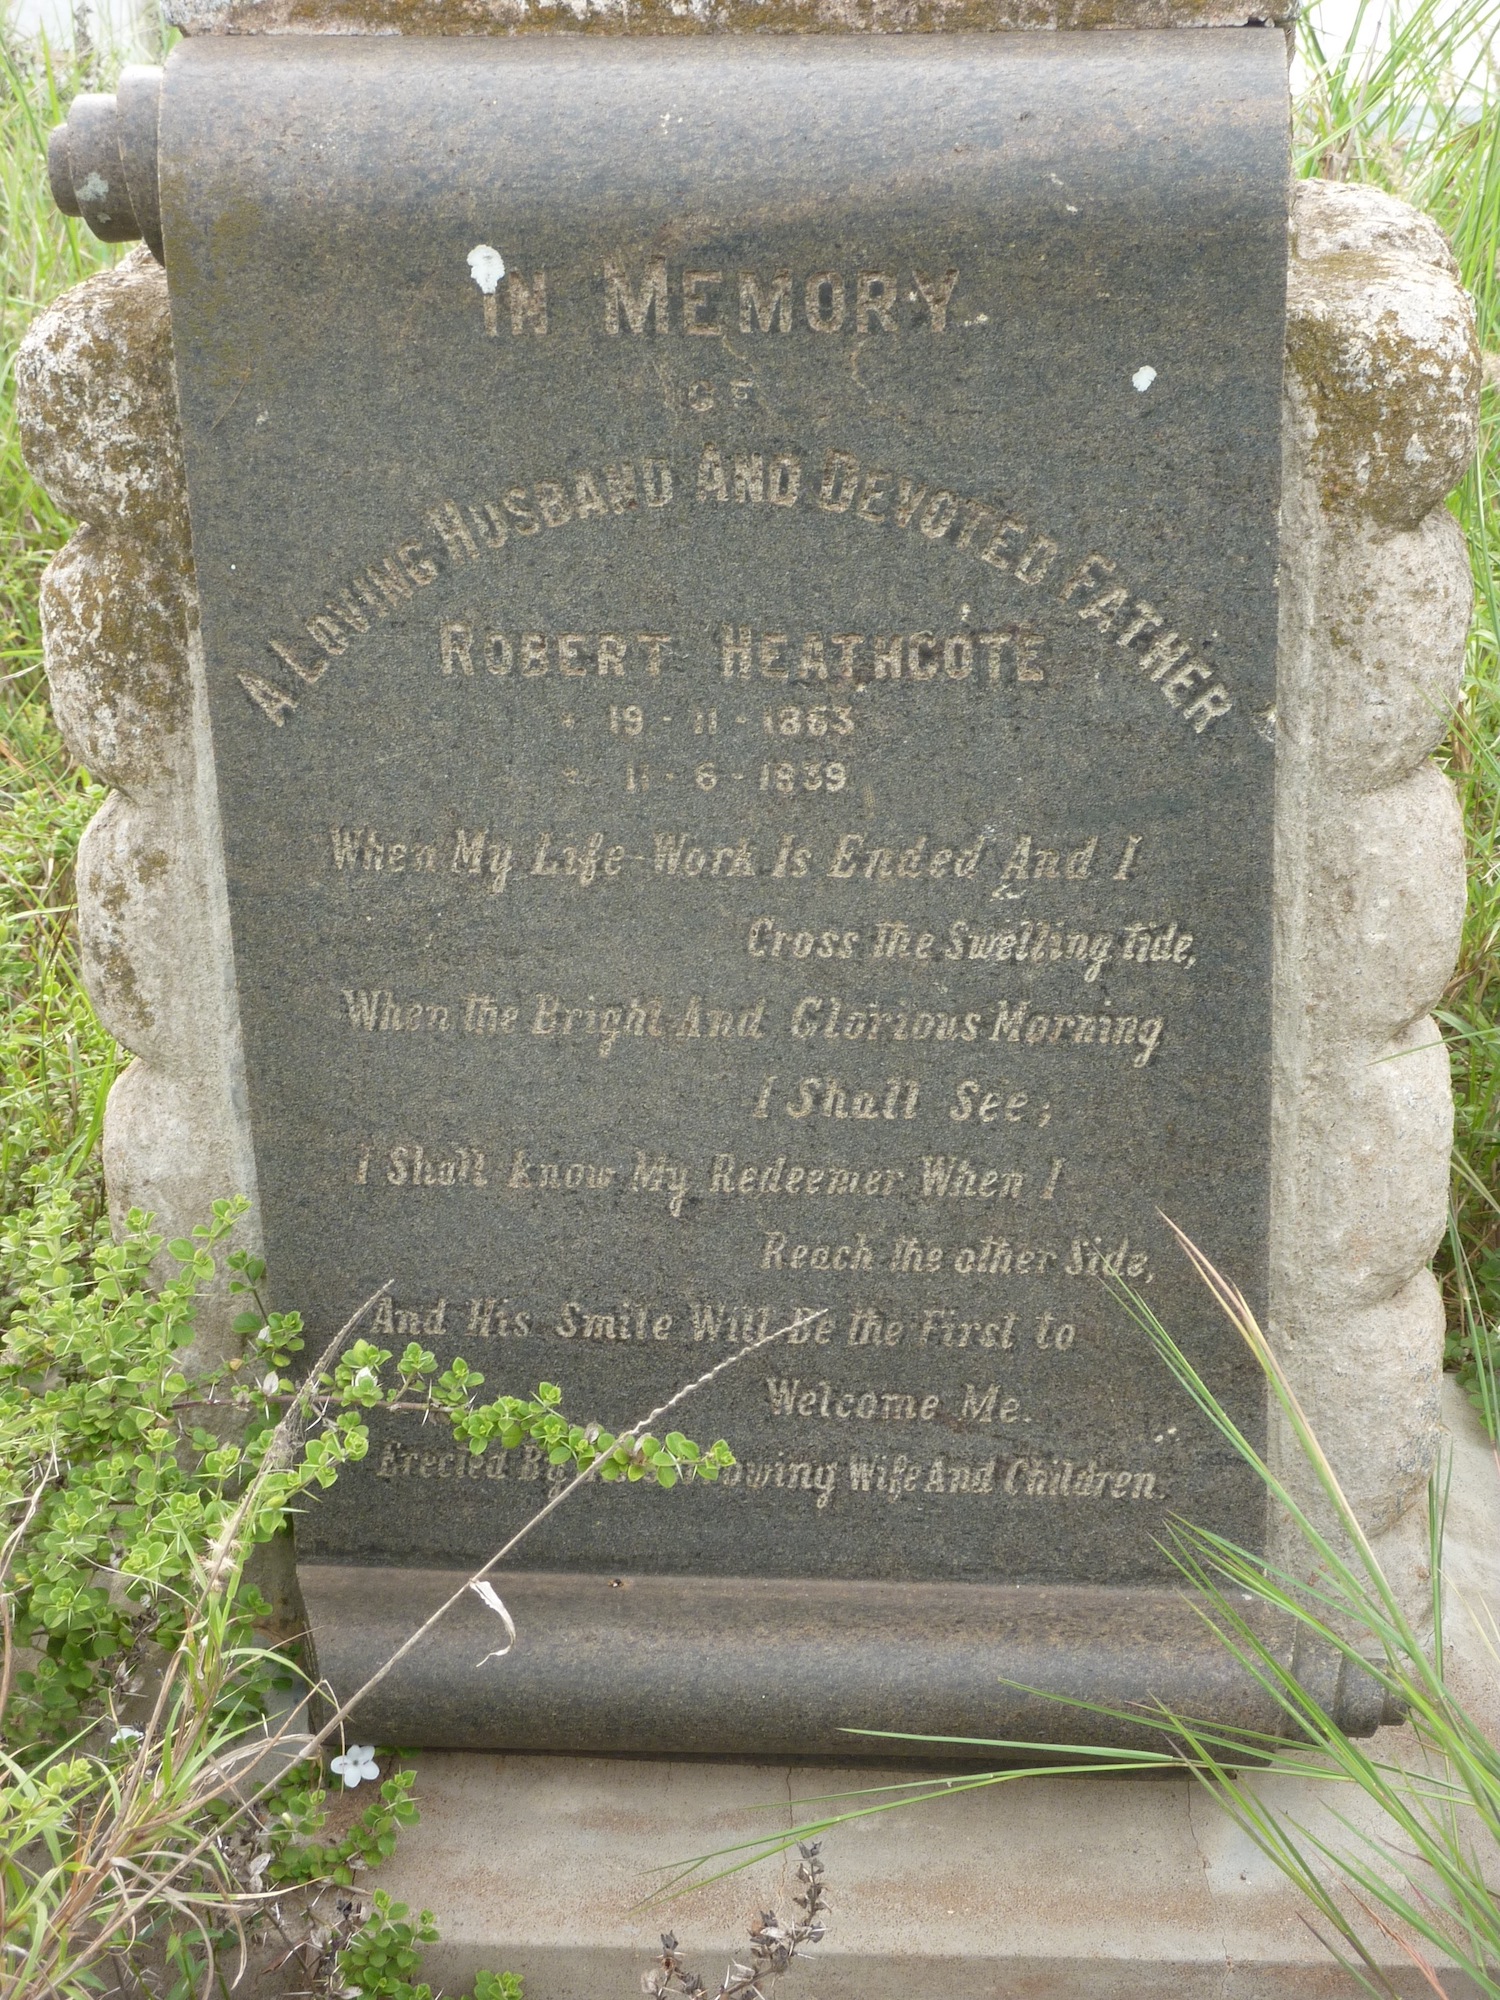 IN MEMORY
OF
A LOVING HUSBAND AND DEVOTED FATHER
ROBERT HEATHCOTE
* 19 - 11 - 1863
- 11 - 6 - 1939
When My Life-Work Is Ended And I
Cross The Swelling tide,
When the Bright And Glorious Morning
I Shall See;
I Shall know My Redeemer When I
Reach the other Side,
And His Smile Will Be the First to
Welcome Me.
Erected By Wife And Children.